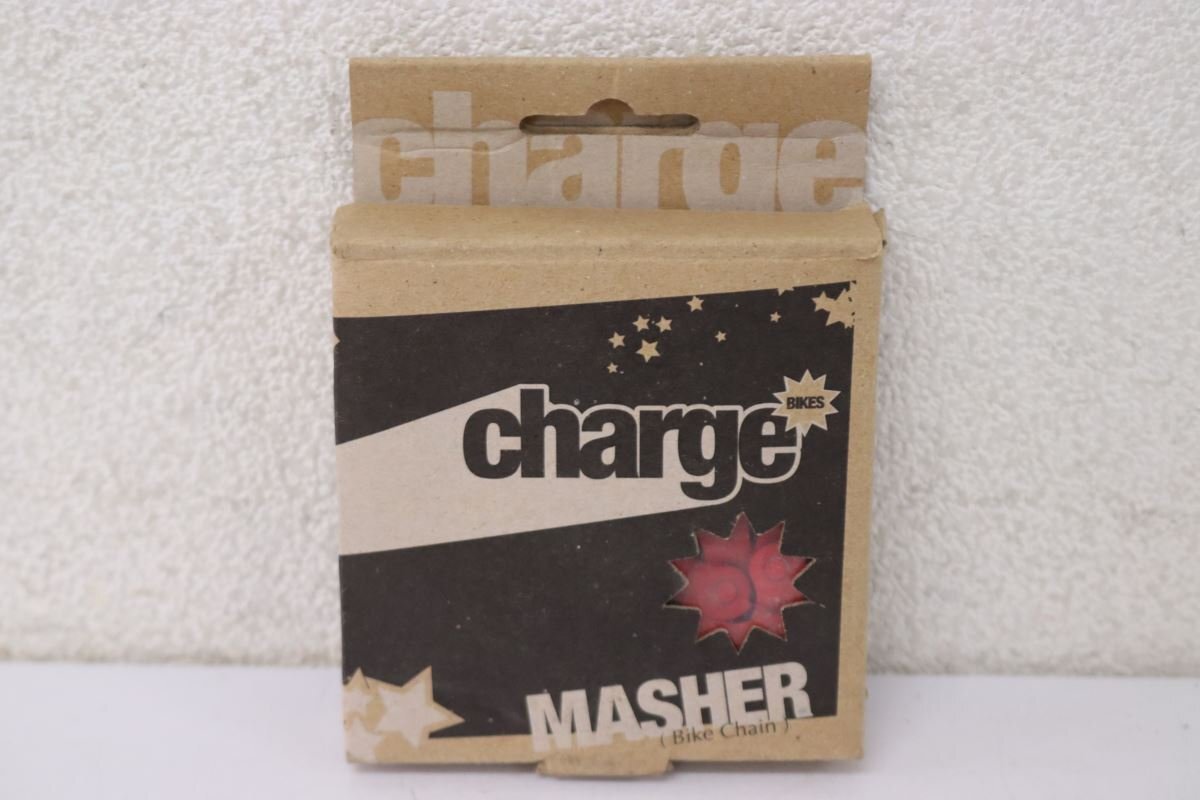 charge
charge
BIKES
MASHER
( Bike Chain )